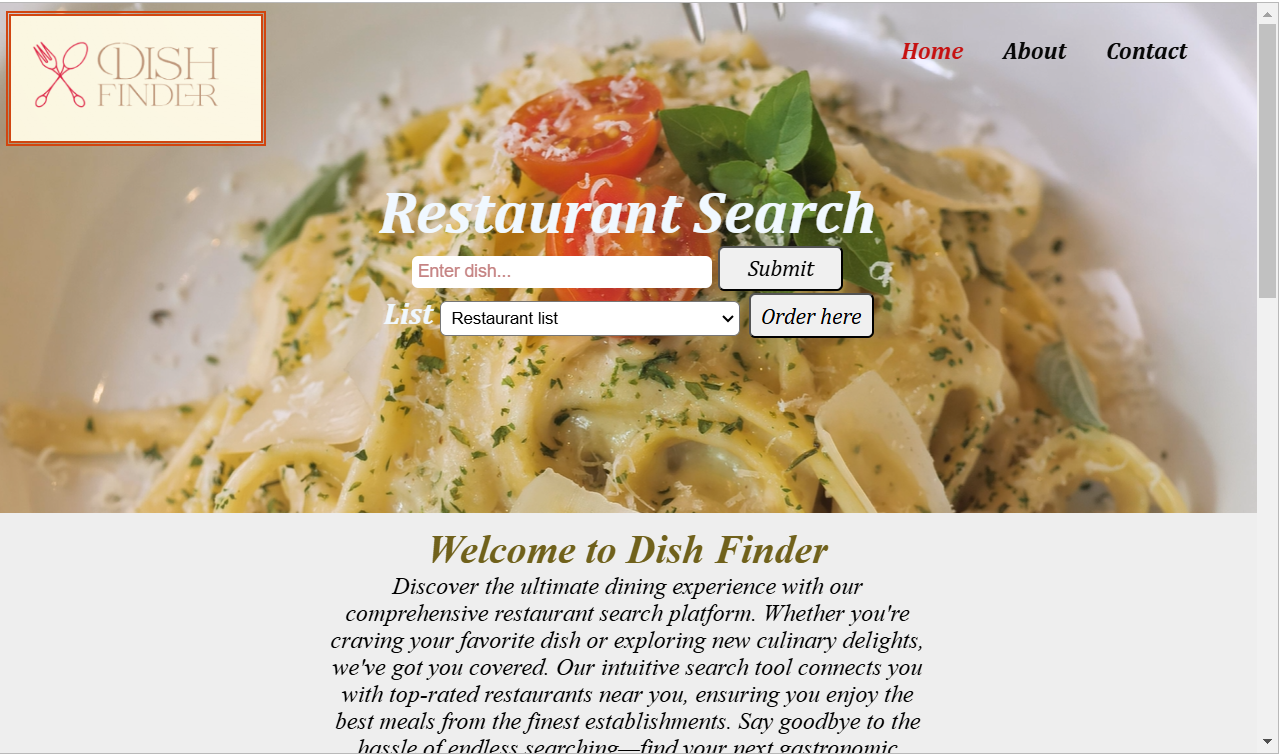 DISH
FINDER
Home About Contact
Restaurant Search
Enter dish... Submit
List Restaurant list Order here
Welcome to Dish Finder
Discover the ultimate dining experience with our
comprehensive restaurant search platform. Whether you're
craving your favorite dish or exploring new culinary delights,
we've got you covered. Our intuitive search tool connects you
with top-rated restaurants near you, ensuring you enjoy the
best meals from the finest establishments. Say goodbye to the
hassle of endless searching—find your next gastronomic